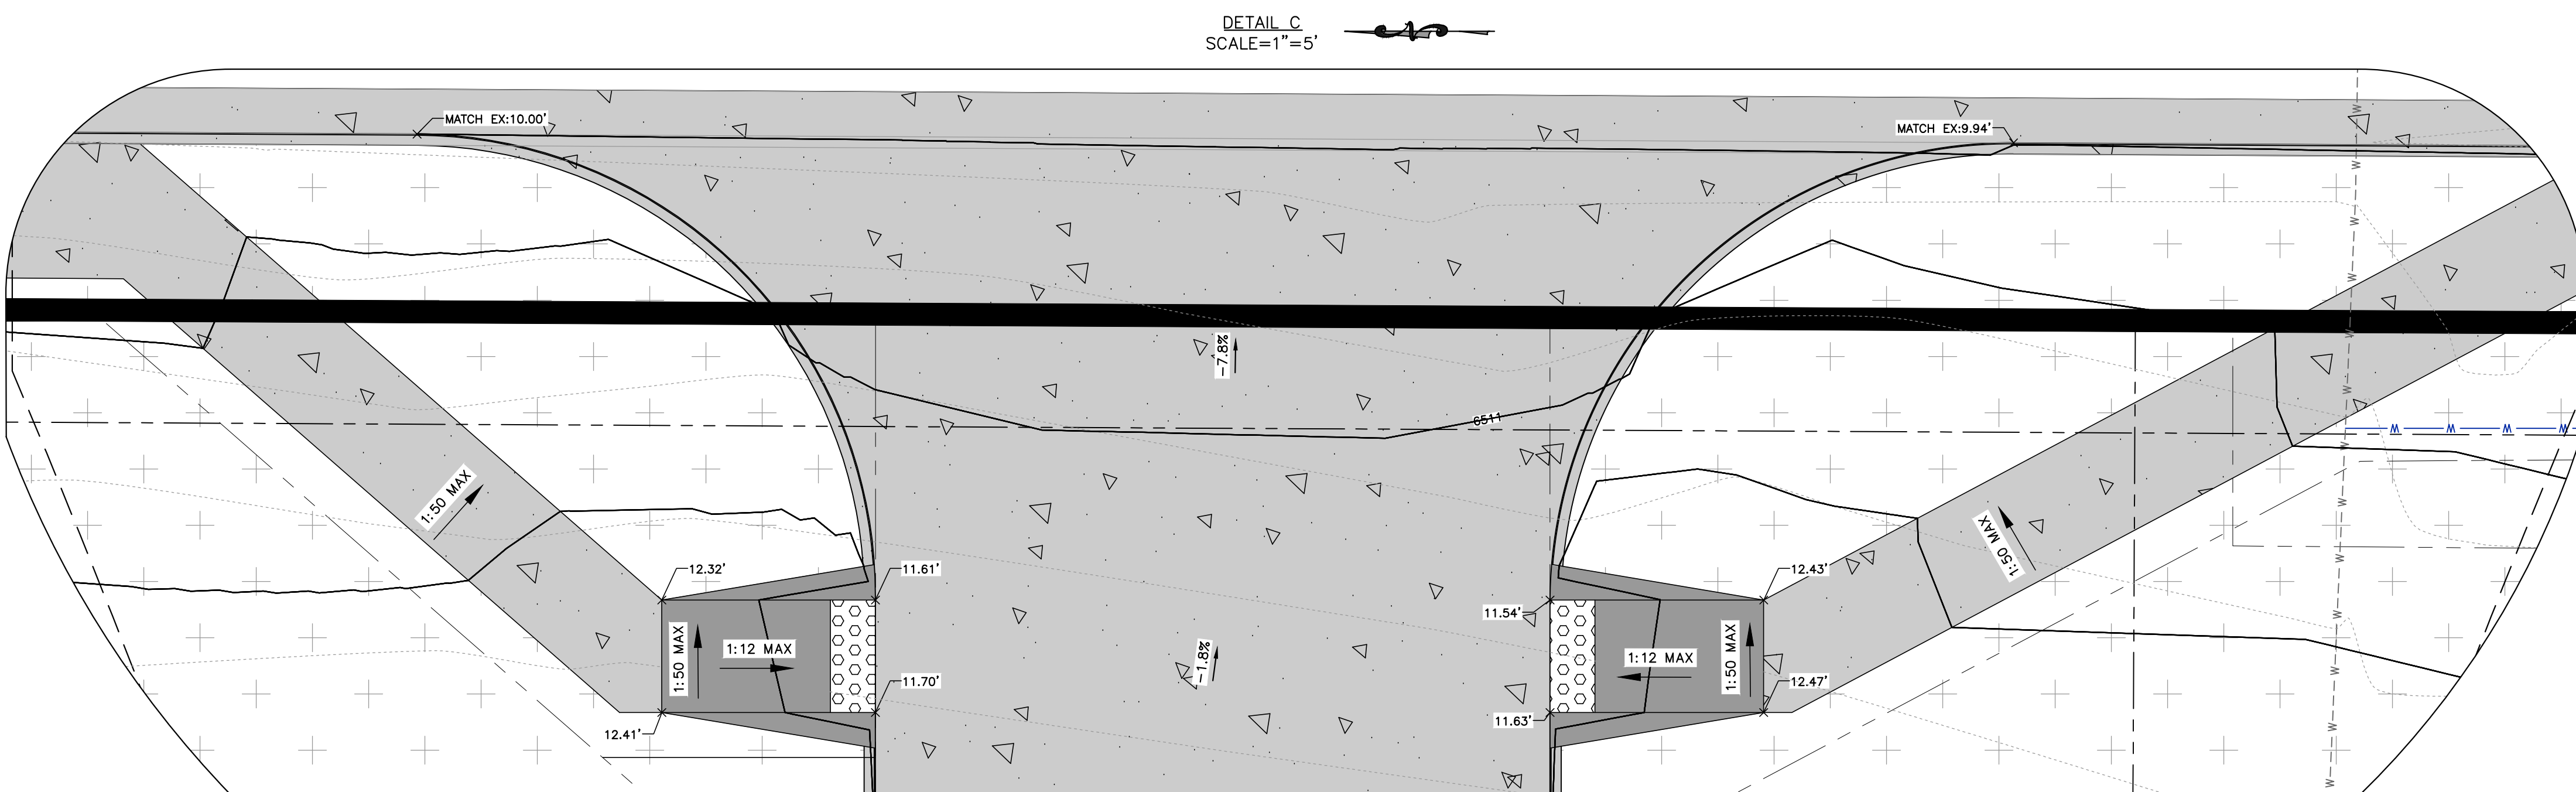 DETAIL C
SCALE=1"=5'
MATCH EX:10.00'
MATCH EX:9.94'
-7.8%
6511
W W W W
1:50 MAX
1:50 MAX
12.32'
11.61'
11.54'
12.43'
1:50 MAX
1:12 MAX
-1.8%
1:12 MAX
1:50 MAX
11.70'
11.63'
12.47'
12.41'
W
W
W
W
W
W
W
W
W